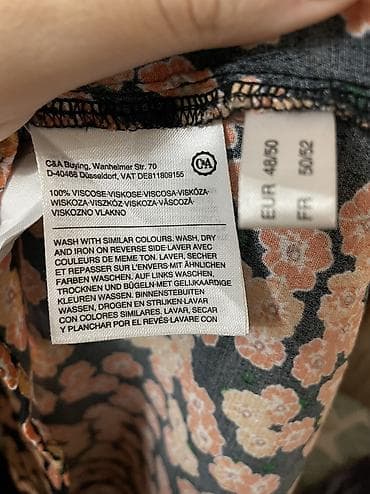 C&A Buying, Wanheimer Str. 70
D-40468 Düsseldorf, VAT DE811809155
C&A
100% VISCOSE-VISKOSE-VISCOSA-VISKÓZA-
WISKOZA-VISZKÓZ-VISKOZA-VÂSCOZĂ-
VISKOZNO VLAKNO
WASH WITH SIMILAR COLOURS. WASH, DRY
AND IRON ON REVERSE SIDE LAVER AVEC
COULEURS DE MEME TON. LAVER, SECHER
ET REPASSER SUR L'ENVERS-MIT ÄHNLICHEN
FARBEN WASCHEN. AUF LINKS WASCHEN,
TROCKNEN UND BÜGELN-MET GELIJKAARDIGE
KLEUREN WASSEN. BINNENSTEBUITEN
WASSEN, DROGEN EN STRIJKEN-LAVAR
CON COLORES SIMILARES. LAVAR, SECAR
Y PLANCHAR POR EL REVÉS-LAVARE CON
EUR 48/50
FR 50/52